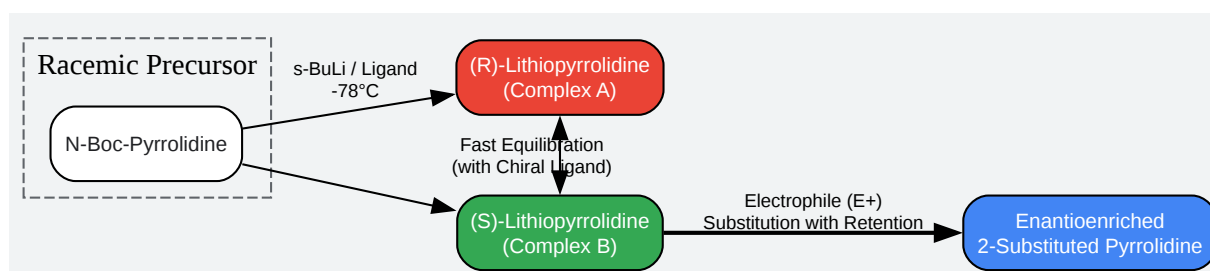 Racemic Precursor
N-Boc-Pyrrolidine
s-BuLi / Ligand
-78°C
(R)-Lithiopyrrolidine
(Complex A)
Fast Equilibration
(with Chiral Ligand)
(S)-Lithiopyrrolidine
(Complex B)
Electrophile (E+)
Substitution with Retention
Enantioenriched
2-Substituted Pyrrolidine